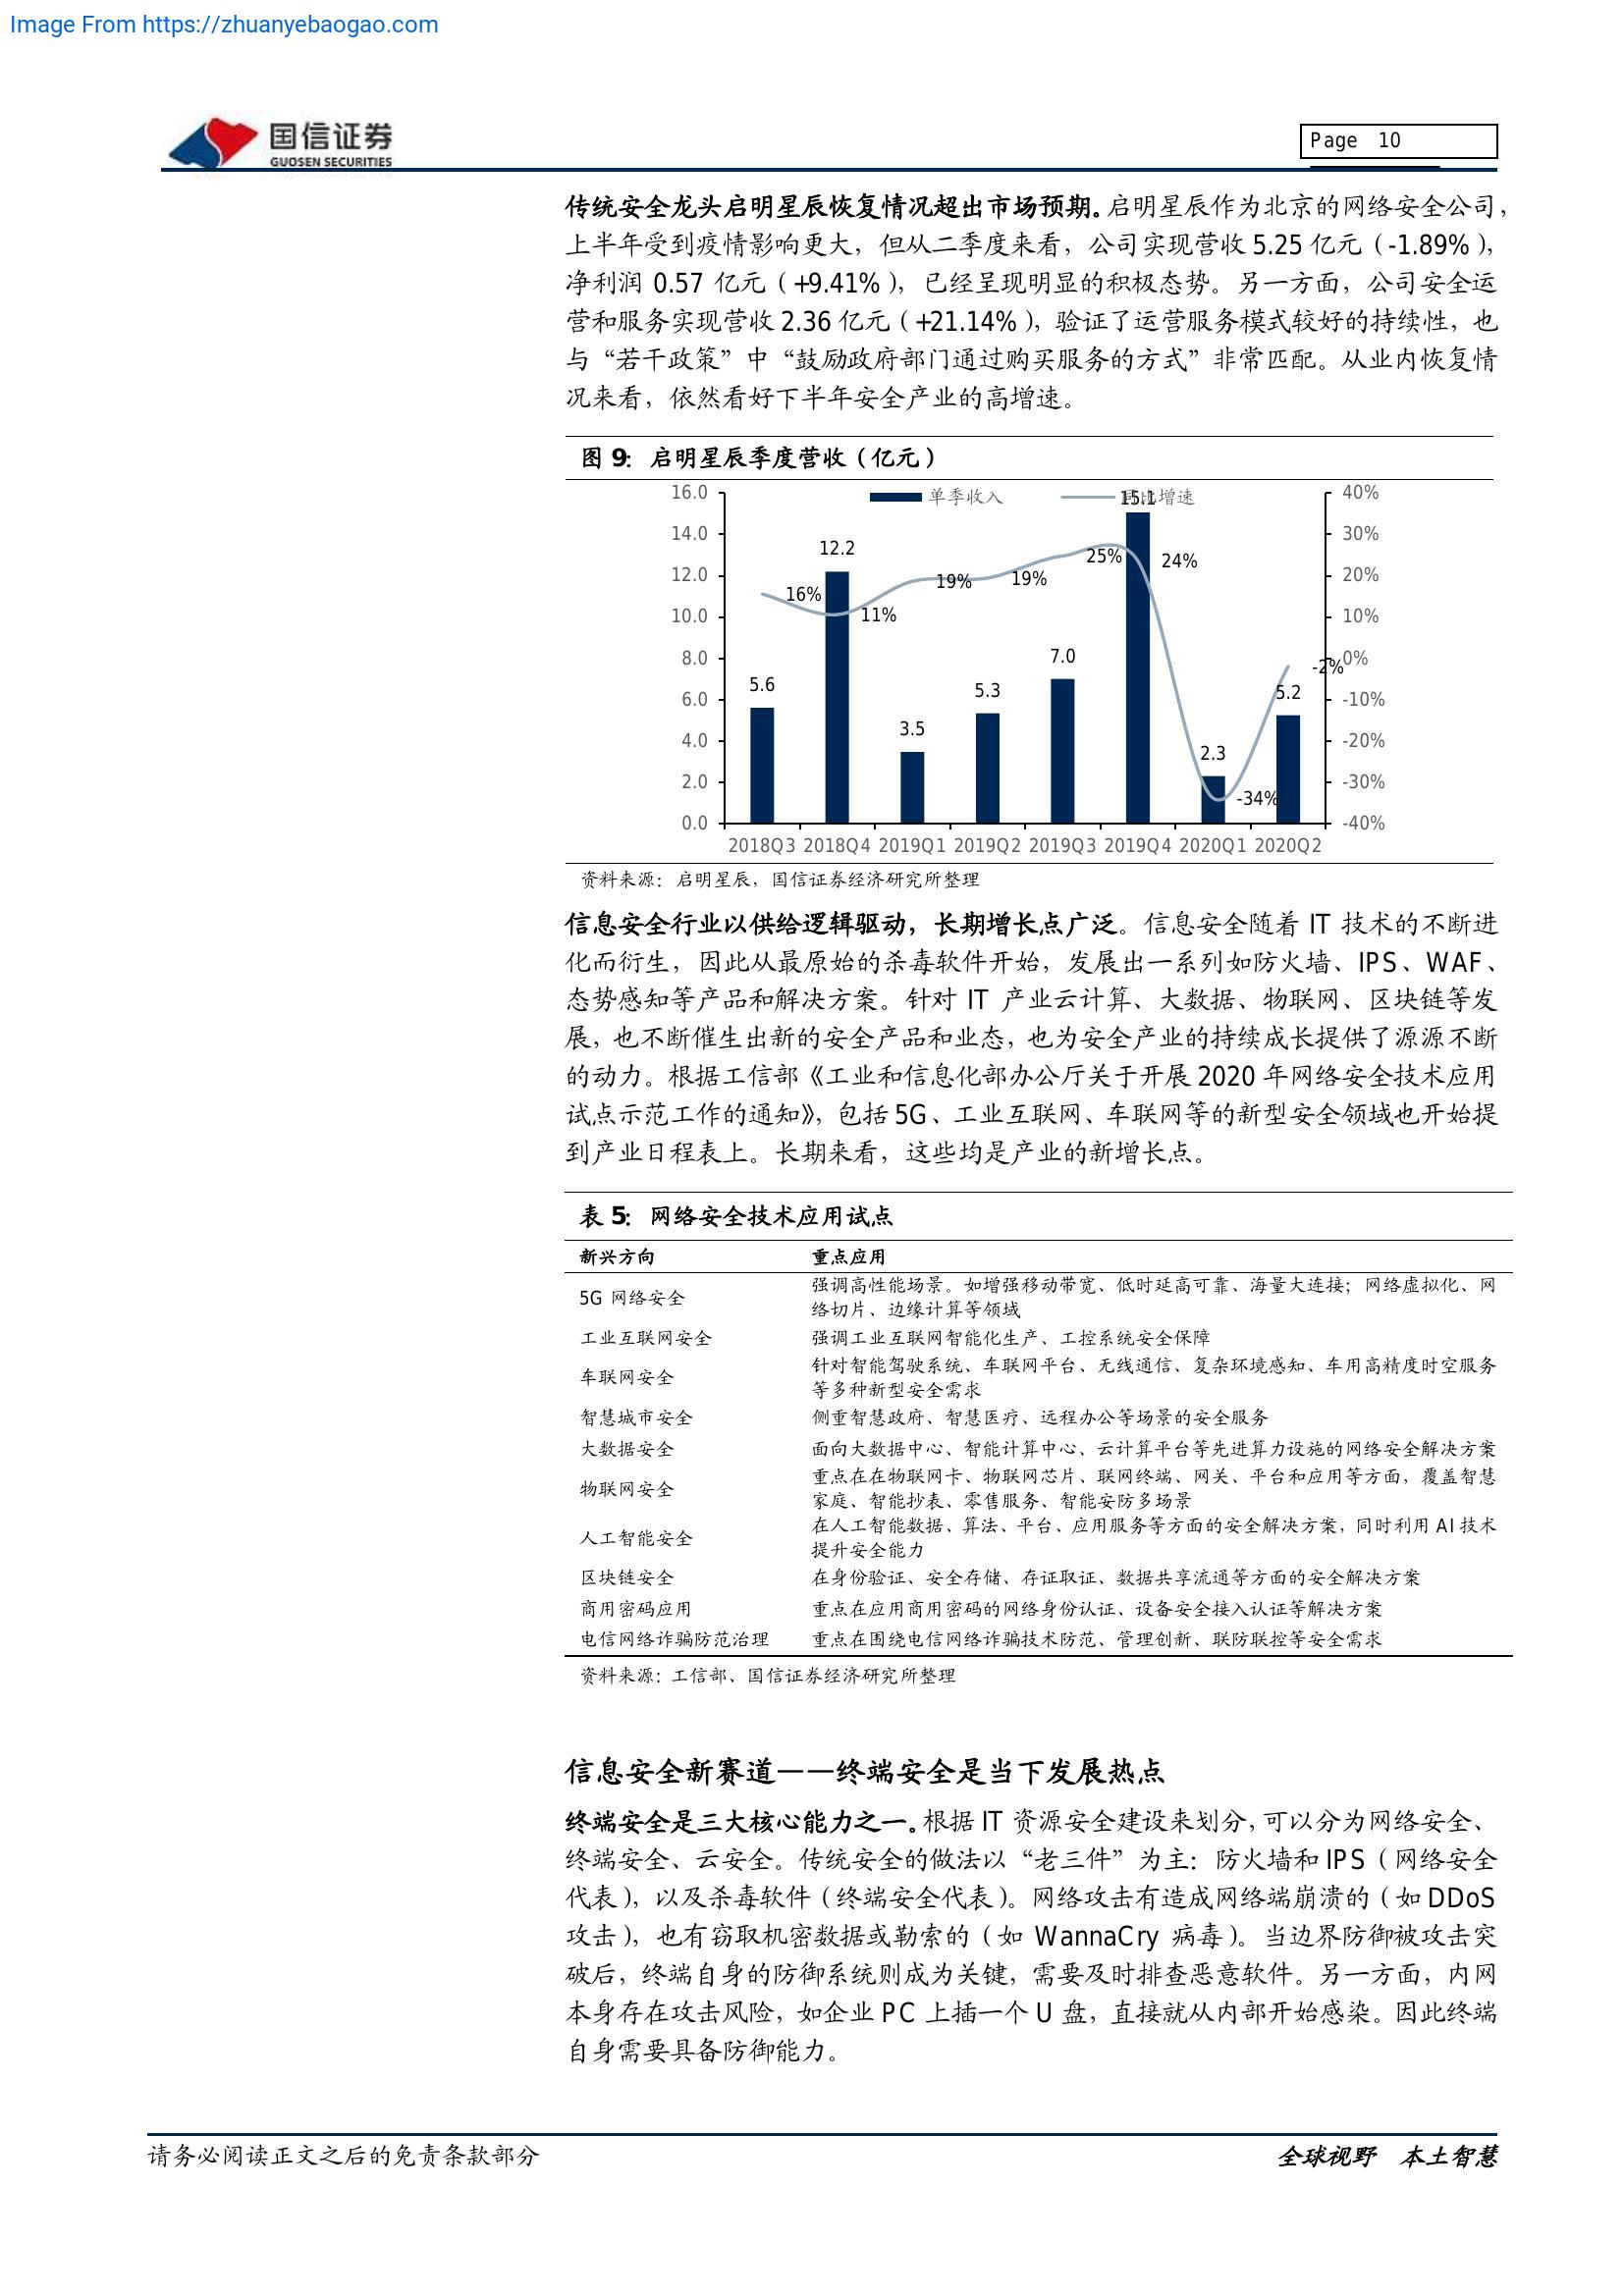 Image From https://zhuanyebaogao.com
国信证券
GUOSEN SECURITIES
Page 10
传统安全龙头启明星辰恢复情况超出市场预期。启明星辰作为北京的网络安全公司，
上半年受到疫情影响更大，但从二季度来看，公司实现营收 5.25 亿元（-1.89%），
净利润 0.57 亿元（+9.41%），已经呈现明显的积极态势。另一方面，公司安全运
营和服务实现营收 2.36 亿元（+21.14%），验证了运营服务模式较好的持续性，也
与“若干政策”中“鼓励政府部门通过购买服务的方式”非常匹配。从业内恢复情
况来看，依然看好下半年安全产业的高增速。
图 9：启明星辰季度营收（亿元）
单季收入 同比增速
16.0 14.0 12.0 10.0 8.0 6.0 4.0 2.0 0.0
40% 30% 20% 10% 0% -10% -20% -30% -40%
5.6 12.2 3.5 5.3 7.0 15.1 2.3 5.2
16% 11% 19% 19% 25% 24% -34% -2%
2018Q3 2018Q4 2019Q1 2019Q2 2019Q3 2019Q4 2020Q1 2020Q2
资料来源：启明星辰，国信证券经济研究所整理
信息安全行业以供给逻辑驱动，长期增长点广泛。信息安全随着 IT 技术的不断进
化而衍生，因此从最原始的杀毒软件开始，发展出一系列如防火墙、IPS、WAF、
态势感知等产品和解决方案。针对 IT 产业云计算、大数据、物联网、区块链等发
展，也不断催生出新的安全产品和业态，也为安全产业的持续成长提供了源源不断
的动力。根据工信部《工业和信息化部办公厅关于开展 2020 年网络安全技术应用
试点示范工作的通知》，包括 5G、工业互联网、车联网等的新型安全领域也开始提
到产业日程表上。长期来看，这些均是产业的新增长点。
表 5：网络安全技术应用试点
新兴方向 重点应用
5G 网络安全 强调高性能场景。如增强移动带宽、低时延高可靠、海量大连接；网络虚拟化、网
络切片、边缘计算等领域
工业互联网安全 强调工业互联网智能化生产、工控系统安全保障
车联网安全 针对智能驾驶系统、车联网平台、无线通信、复杂环境感知、车用高精度时空服务
等多种新型安全需求
智慧城市安全 侧重智慧政府、智慧医疗、远程办公等场景的安全服务
大数据安全 面向大数据中心、智能计算中心、云计算平台等先进算力设施的网络安全解决方案
物联网安全 重点在在物联网卡、物联网芯片、联网终端、网关、平台和应用等方面，覆盖智慧
家庭、智能抄表、零售服务、智能安防多场景
人工智能安全 在人工智能数据、算法、平台、应用服务等方面的安全解决方案，同时利用 AI 技术
提升安全能力
区块链安全 在身份验证、安全存储、存证取证、数据共享流通等方面的安全解决方案
商用密码应用 重点在应用商用密码的网络身份认证、设备安全接入认证等解决方案
电信网络诈骗防范治理 重点在围绕电信网络诈骗技术防范、管理创新、联防联控等安全需求
资料来源：工信部、国信证券经济研究所整理
信息安全新赛道——终端安全是当下发展热点
终端安全是三大核心能力之一。根据 IT 资源安全建设来划分，可以分为网络安全、
终端安全、云安全。传统安全的做法以“老三件”为主：防火墙和 IPS（网络安全
代表），以及杀毒软件（终端安全代表）。网络攻击有造成网络端崩溃的（如 DDoS
攻击），也有窃取机密数据或勒索的（如 WannaCry 病毒）。当边界防御被攻击突
破后，终端自身的防御系统则成为关键，需要及时排查恶意软件。另一方面，内网
本身存在攻击风险，如企业 PC 上插一个 U 盘，直接就从内部开始感染。因此终端
自身需要具备防御能力。
请务必阅读正文之后的免责条款部分
全球视野 本土智慧